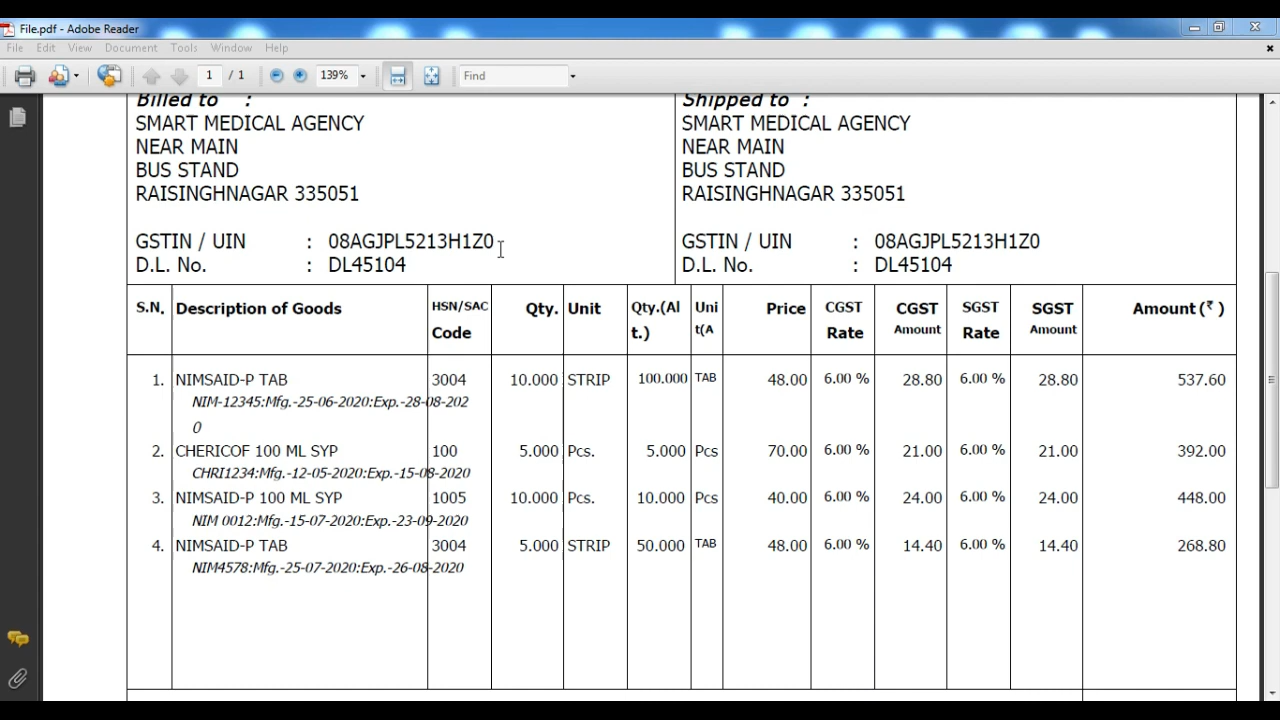 File.pdf - Adobe Reader
File Edit View Document Tools Window Help
1 / 1 139% Find
Billed to :
SMART MEDICAL AGENCY
NEAR MAIN
BUS STAND
RAISINGHNAGAR 335051
GSTIN / UIN : 08AGJPL5213H1Z0
D.L. No. : DL45104
Shipped to :
SMART MEDICAL AGENCY
NEAR MAIN
BUS STAND
RAISINGHNAGAR 335051
GSTIN / UIN : 08AGJPL5213H1Z0
D.L. No. : DL45104
S.N. Description of Goods HSN/SAC Code Qty. Unit Qty.(Alt.) Unit(A Price CGST Rate CGST Amount SGST Rate SGST Amount Amount (₹ )
1. NIMSAID-P TAB 3004 10.000 STRIP 100.000 TAB 48.00 6.00 % 28.80 6.00 % 28.80 537.60
NIM-12345:Mfg.-25-06-2020:Exp.-28-08-202
0
2. CHERICOF 100 ML SYP 100 5.000 Pcs. 5.000 Pcs 70.00 6.00 % 21.00 6.00 % 21.00 392.00
CHRI1234:Mfg.-12-05-2020:Exp.-15-08-2020
3. NIMSAID-P 100 ML SYP 1005 10.000 Pcs. 10.000 Pcs 40.00 6.00 % 24.00 6.00 % 24.00 448.00
NIM 0012:Mfg.-15-07-2020:Exp.-23-09-2020
4. NIMSAID-P TAB 3004 5.000 STRIP 50.000 TAB 48.00 6.00 % 14.40 6.00 % 14.40 268.80
NIM4578:Mfg.-25-07-2020:Exp.-26-08-2020